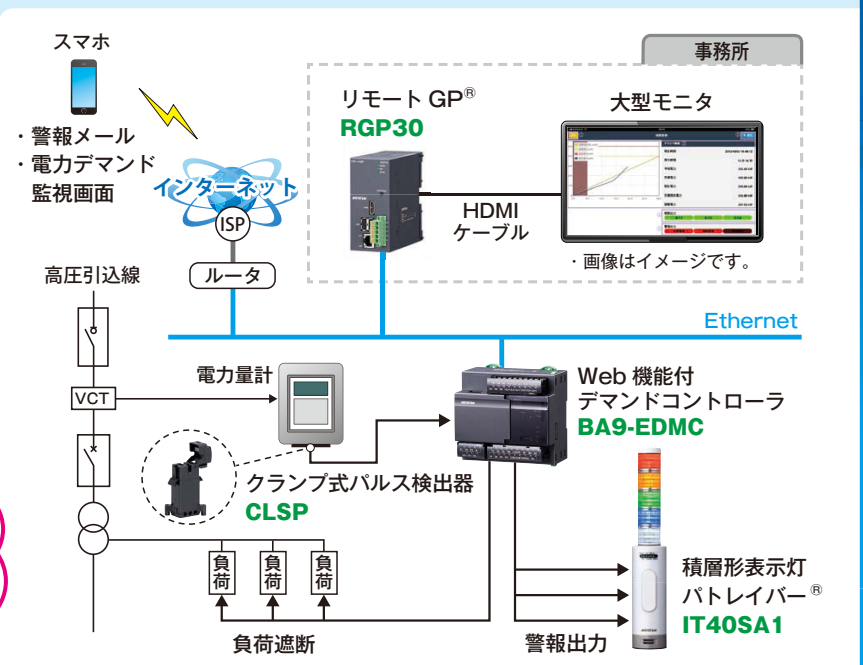 スマホ
・警報メール
・電力デマンド
監視画面
インターネット
ISP
ルータ
事務所
リモート GP®
RGP30
大型モニタ
HDMI
ケーブル
・画像はイメージです。
高圧引込線
Ethernet
VCT
電力量計
Web 機能付
デマンドコントローラ
BA9-EDMC
クランプ式パルス検出器
CLSP
負荷
負荷
負荷
負荷遮断
警報出力
積層形表示灯
パトレイバー®
IT40SA1